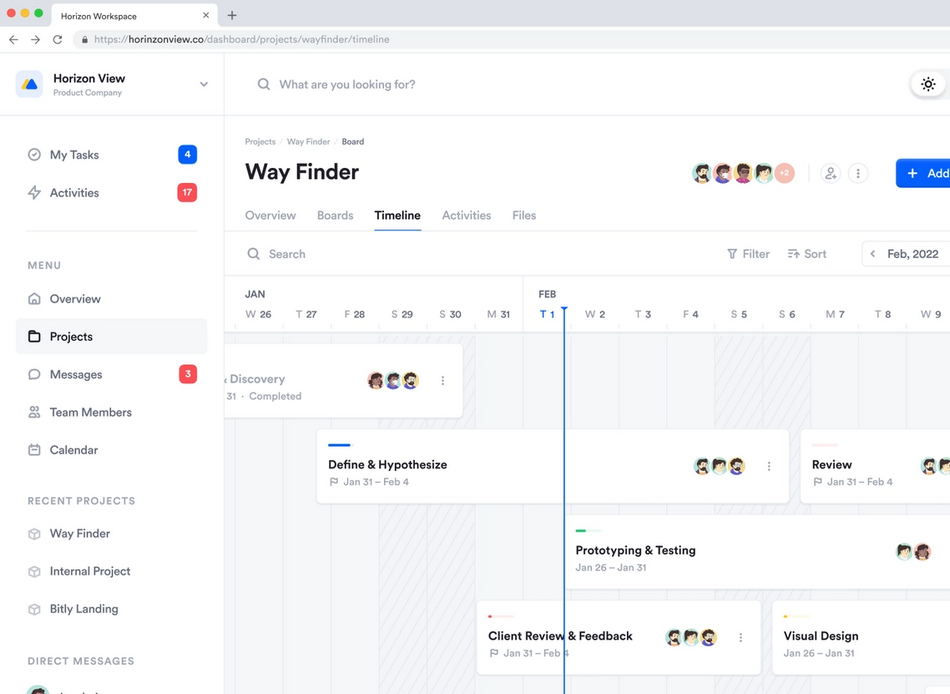 Horizon Workspace
https://horinzonview.co/dashboard/projects/wayfinder/timeline
Horizon View
Product Company
What are you looking for?
My Tasks 4
Activities 17
MENU
Overview
Projects
Messages 3
Team Members
Calendar
RECENT PROJECTS
Way Finder
Internal Project
Bitly Landing
DIRECT MESSAGES
Projects / Way Finder / Board
Way Finder
+2
+ Add
Overview Boards Timeline Activities Files
Search
Filter Sort
Feb, 2022
JAN FEB
W 26 T 27 F 28 S 29 S 30 M 31 T 1 W 2 T 3 F 4 S 5 S 6 M 7 T 8 W 9
& Discovery
31 · Completed
Define & Hypothesize
Jan 31 – Feb 4
Review
Jan 31 – Feb 4
Prototyping & Testing
Jan 26 – Jan 31
Client Review & Feedback
Jan 31 – Feb 4
Visual Design
Jan 26 – Jan 31